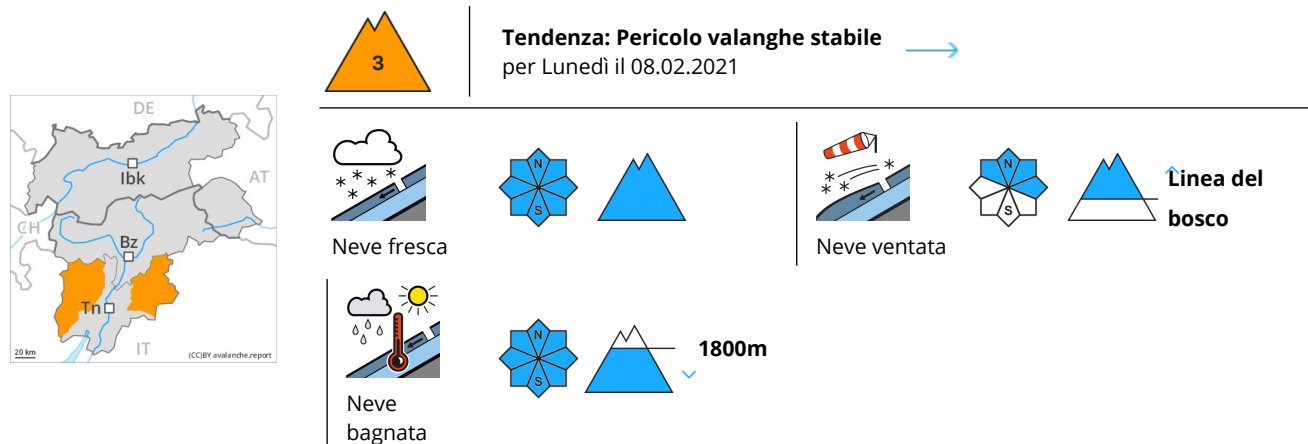 3
Tendenza: Pericolo valanghe stabile
per Lunedì il 08.02.2021
DE
Ibk
AT
CH
Bz
Tn
IT
20 km
(CC)BY avalanche.report
N
S
Neve fresca
N
S
Linea del
bosco
Neve ventata
N
S
1800m
Neve
bagnata